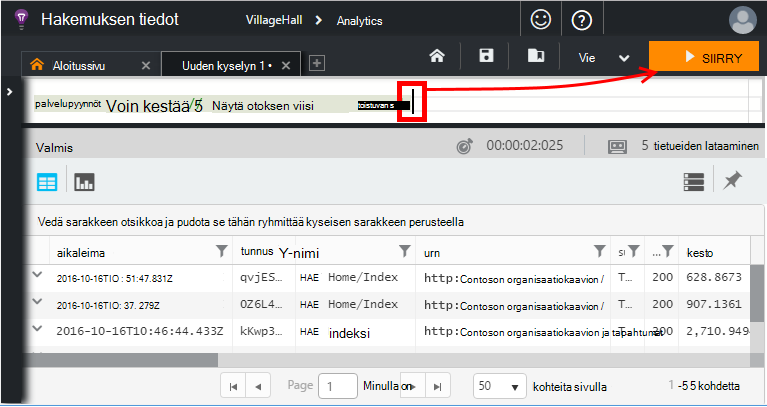 Hakemuksen tiedot VillageHall Analytics
Aloitussivu Uuden kyselyn 1 • Vie SIIRRY
palvelupyynnöt Voin kestää 5 Näytä otoksen viisi toistuvan s
Valmis 00:00:02:025 5 tietueiden lataaminen
Vedä sarakkeen otsikkoa ja pudota se tähän ryhmittää kyseisen sarakkeen perusteella
aikaleima tunnus Y-nimi urn ... kesto
2016-10-16TIO : 51:47.831Z qvjES... HAE Home/Index http:Contoson organisaatiokaavion / T... 200 628.8673
2016-10-16TIO: 37. 279Z OZ6L4... HAE Home/Index http:Contoson organisaatiokaavion / T... 200 907.1361
2016-10-16T10:46:44.433Z kKwp3... HAE indeksi http:Contoson organisaatiokaavion ja tapahtumat 200 2,710.949
Page 1 Minulla on 50 kohteita sivulla 1 -5 5 kohdetta